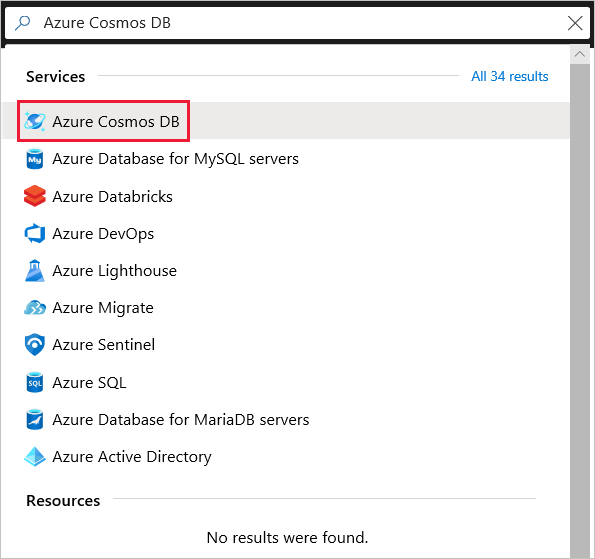 Azure Cosmos DB
Services All 34 results
Azure Cosmos DB
My Azure Database for MySQL servers
Azure Databricks
Azure DevOps
Azure Lighthouse
Azure Migrate
Azure Sentinel
SQL Azure SQL
Azure Database for MariaDB servers
Azure Active Directory
Resources
No results were found.